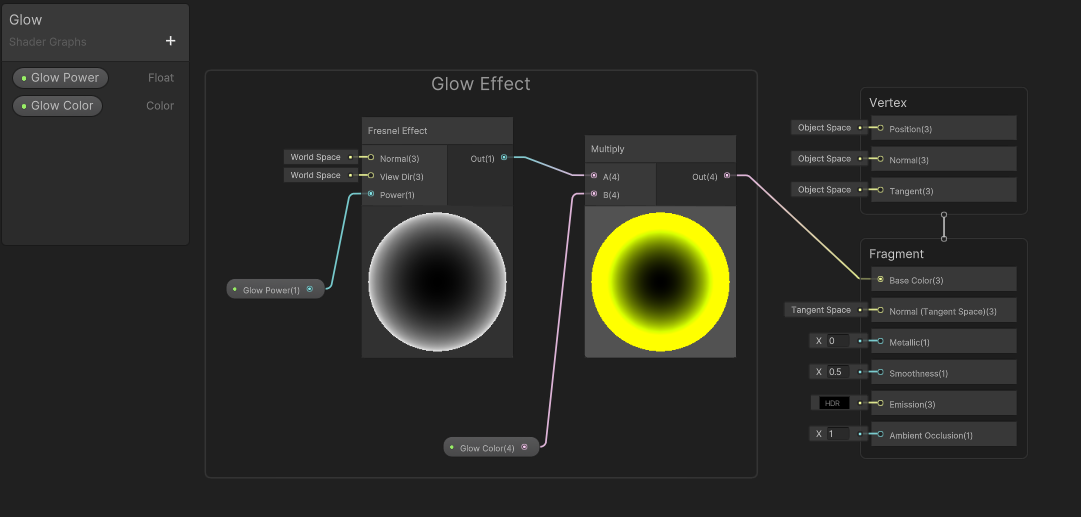 Glow
Shader Graphs
+
Glow Power Float
Glow Color Color
Glow Effect
Fresnel Effect
World Space Normal(3) Out(1)
World Space View Dir(3)
Power(1)
Glow Power(1)
Multiply
A(4) Out(4)
B(4)
Glow Color(4)
Vertex
Object Space Position(3)
Object Space Normal(3)
Object Space Tangent(3)
Fragment
Base Color(3)
Tangent Space Normal (Tangent Space)(3)
X 0 Metallic(1)
X 0.5 Smoothness(1)
HDR Emission(3)
X 1 Ambient Occlusion(1)